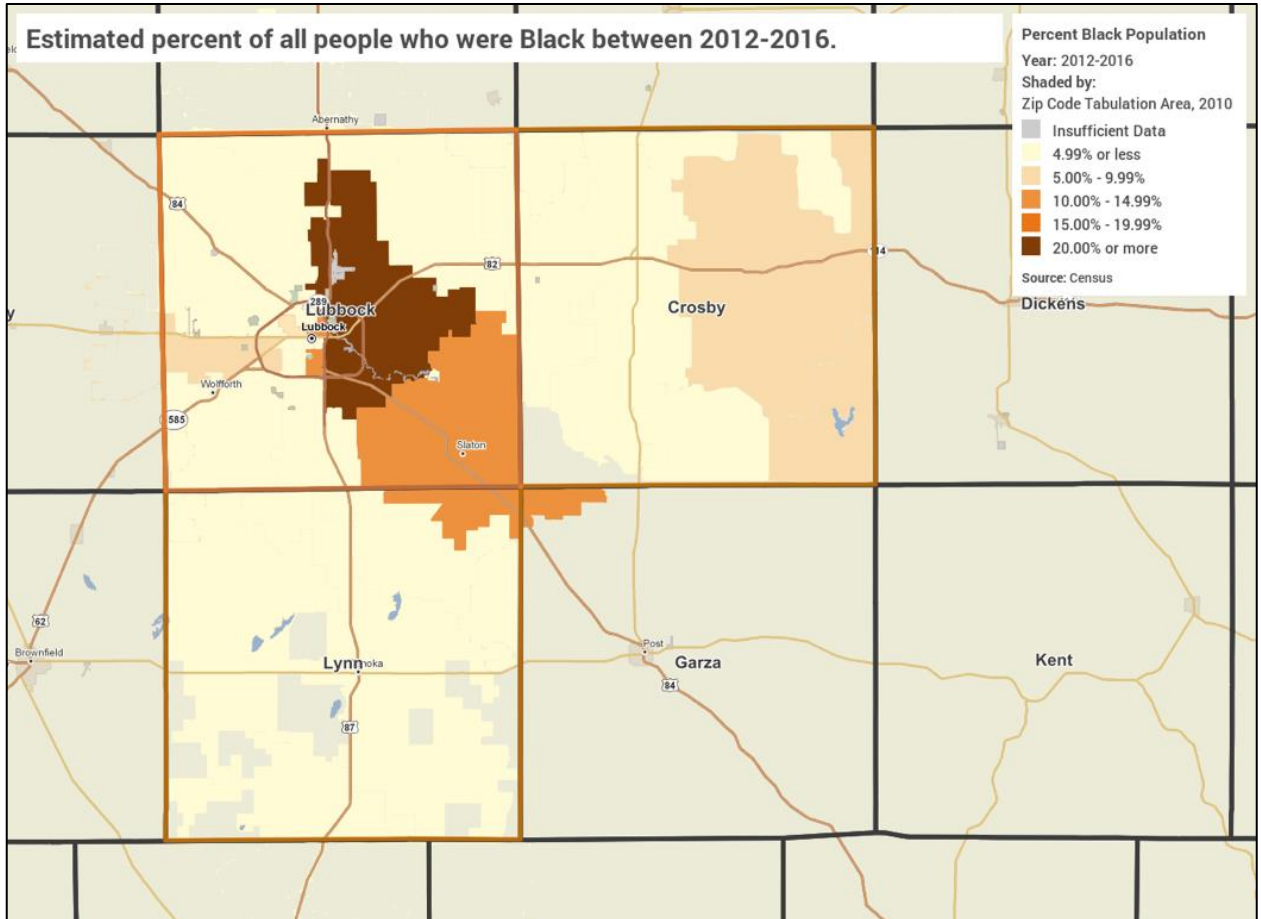 Estimated percent of all people who were Black between 2012-2016.
Percent Black Population
Year: 2012-2016
Shaded by:
Zip Code Tabulation Area, 2010
Insufficient Data
4.99% or less
5.00% - 9.99%
10.00% - 14.99%
15.00% - 19.99%
20.00% or more
Source: Census
Abernathy
84
82
114
289
Lubbock
Lubbock
Crosby
Dickens
y
Wolfforth
585
Slaton
62
Brownfield
Lynn
oka
Post
Garza
Kent
84
87